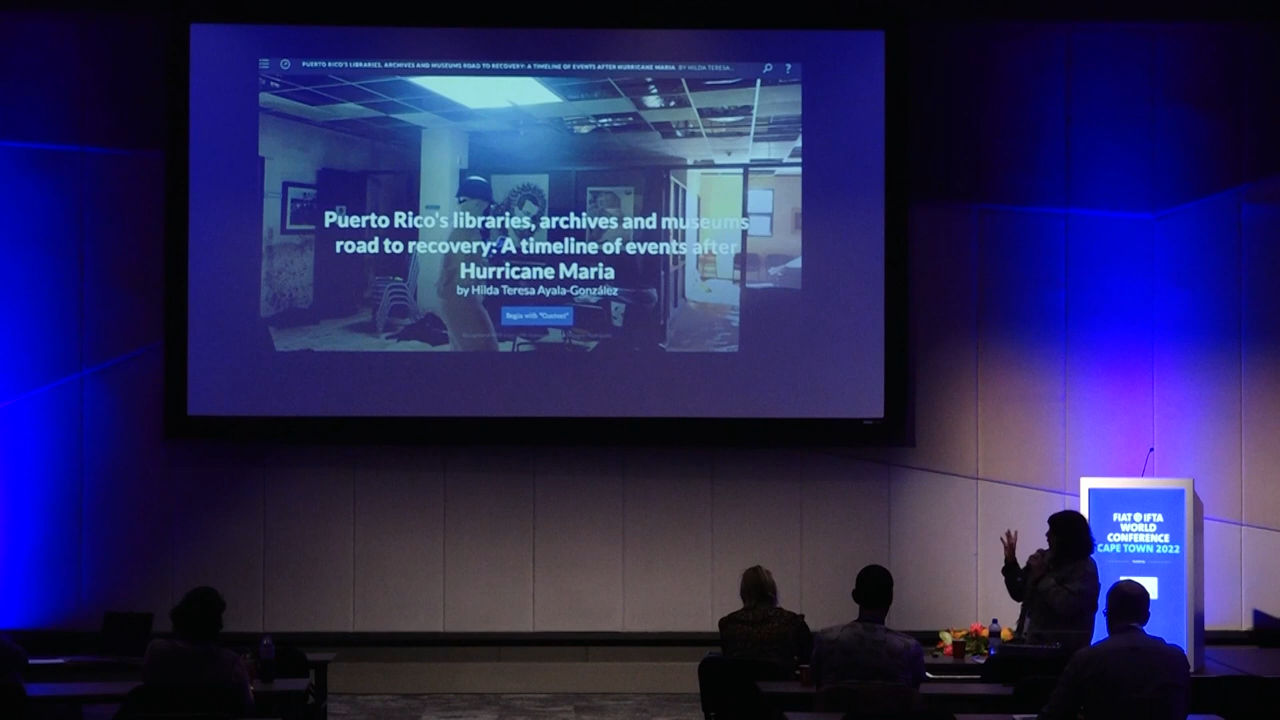 PUERTO RICO'S LIBRARIES, ARCHIVES AND MUSEUMS ROAD TO RECOVERY: A TIMELINE OF EVENTS AFTER HURRICANE MARIA BY HILDA TERESA...
?
Puerto Rico's libraries, archives and museums
road to recovery: A timeline of events after
Hurricane Maria
by Hilda Teresa Ayala-González
Begin with "Context"
FIAT IFTA
WORLD
CONFERENCE
CAPE TOWN 2022